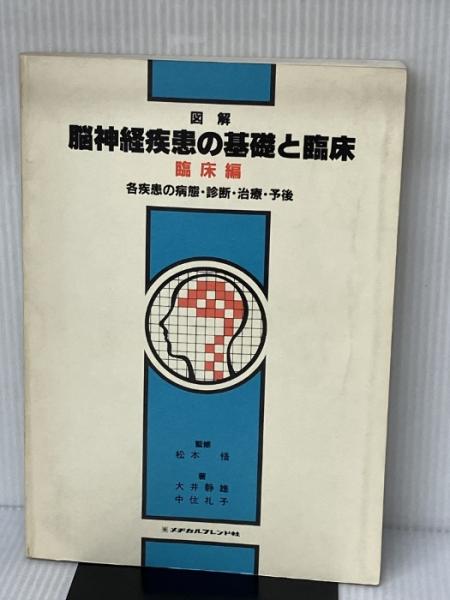 図解
脳神経疾患の基礎と臨床
臨床編
各疾患の病態・診断・治療・予後
監修
松本 悟
著
大井静雄
中住礼子
メヂカルフレンド社